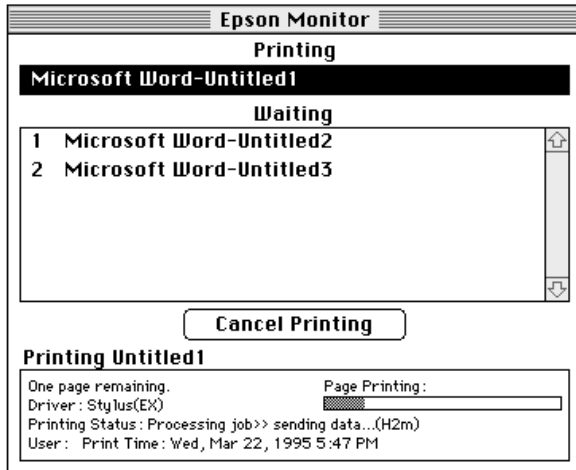 Epson Monitor
Printing
Microsoft Word-Untitled1
Waiting
1 Microsoft Word-Untitled2
2 Microsoft Word-Untitled3
Cancel Printing
Printing Untitled1
One page remaining. Page Printing:
Driver: Stylus(EX)
Printing Status: Processing job>> sending data...(H2m)
User: Print Time: Wed, Mar 22, 1995 5:47 PM